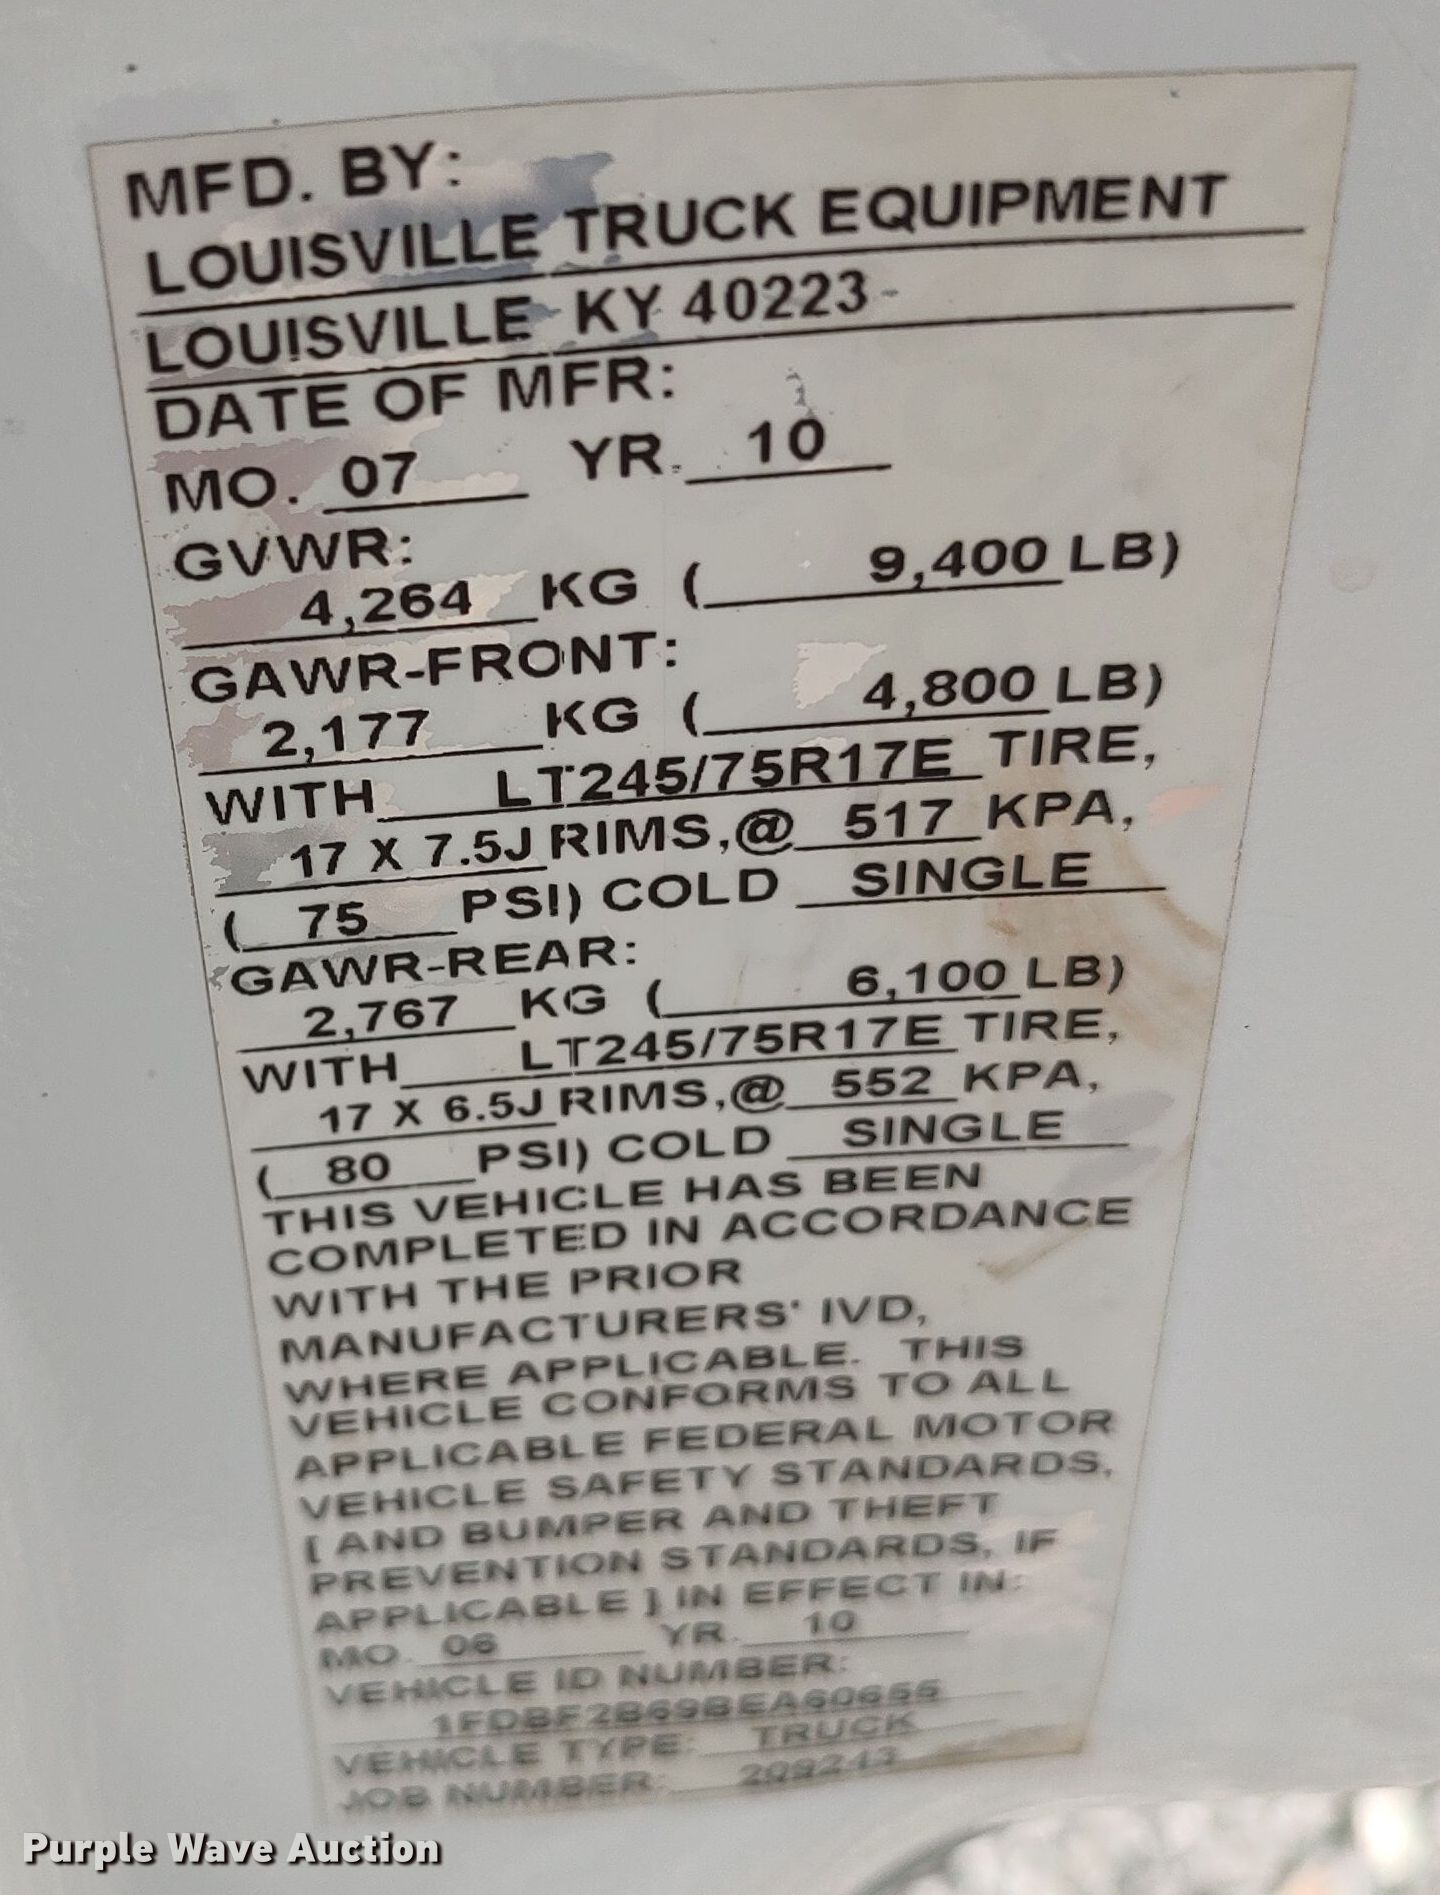 MFD. BY:
LOUISVILLE TRUCK EQUIPMENT
LOUISVILLE KY 40223
DATE OF MFR:
MO. 07 YR. 10
GVWR:
4,264 KG ( 9,400 LB)
GAWR-FRONT:
2,177 KG ( 4,800 LB)
WITH LT245/75R17E TIRE,
17 X 7.5J RIMS,@ 517 KPA,
( 75 PSI) COLD SINGLE
GAWR-REAR:
2,767 KG ( 6,100 LB)
WITH LT245/75R17E TIRE,
17 X 6.5J RIMS,@ 552 KPA,
( 80 PSI) COLD SINGLE
THIS VEHICLE HAS BEEN
COMPLETED IN ACCORDANCE
WITH THE PRIOR
MANUFACTURERS' IVD,
WHERE APPLICABLE. THIS
VEHICLE CONFORMS TO ALL
APPLICABLE FEDERAL MOTOR
VEHICLE SAFETY STANDARDS,
[ AND BUMPER AND THEFT
PREVENTION STANDARDS, IF
APPLICABLE ] IN EFFECT IN:
MO. 06 YR. 10
VEHICLE ID NUMBER:
1FDBF2B69BEA60655
VEHICLE TYPE: TRUCK
JOB NUMBER: 209243
Purple Wave Auction